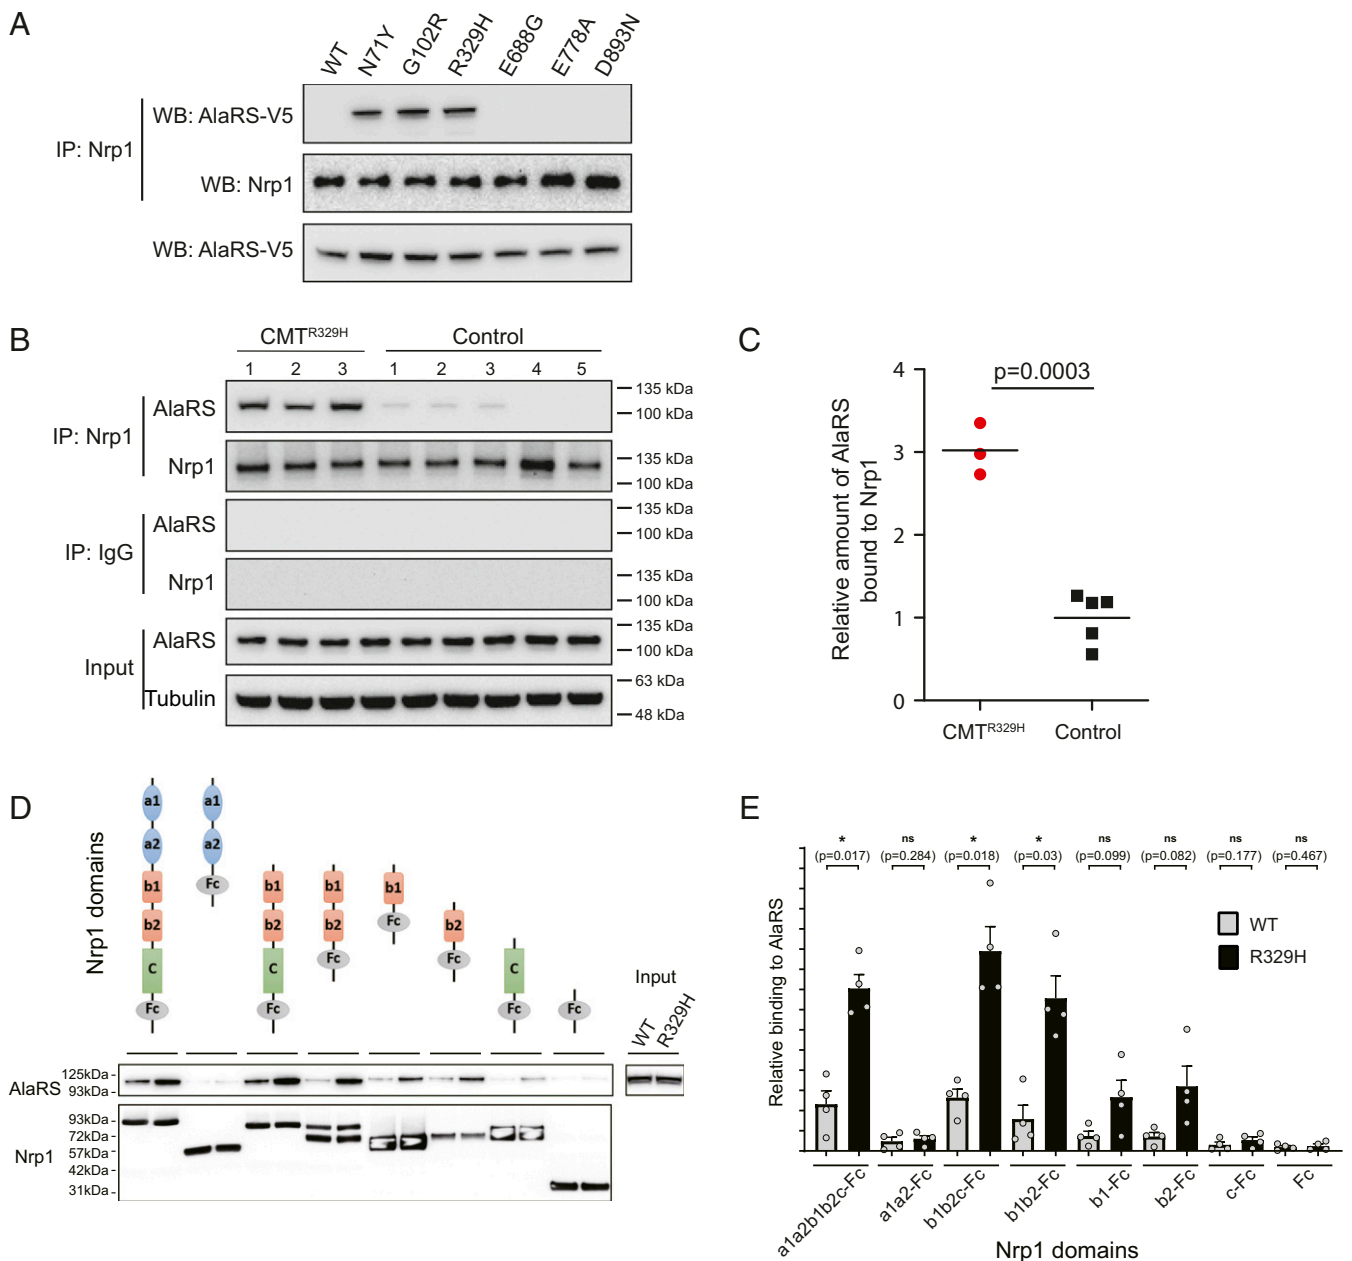 A
WT N71Y G102R R329H E688G E778A D893N
IP: Nrp1
WB: AlaRS-V5
WB: Nrp1
WB: AlaRS-V5
B
CMT^R329H Control
1 2 3 1 2 3 4 5
IP: Nrp1
AlaRS
135 kDa
100 kDa
Nrp1
135 kDa
100 kDa
IP: IgG
AlaRS
135 kDa
100 kDa
Nrp1
135 kDa
100 kDa
Input
AlaRS
135 kDa
100 kDa
Tubulin
63 kDa
48 kDa
C
Relative amount of AlaRS
bound to Nrp1
p=0.0003
4
3
2
1
0
CMT^R329H Control
D
Nrp1 domains
a1 a1
a2 a2
b1 Fc b1 b1 b1
b2 b2 b2 Fc b2
C C Fc Fc C
Fc Fc Fc Fc
Input
WT R329H
AlaRS
125kDa
93kDa
Nrp1
93kDa
72kDa
57kDa
42kDa
31kDa
E
Relative binding to AlaRS
* ns * * ns ns ns ns
(p=0.017) (p=0.284) (p=0.018) (p=0.03) (p=0.099) (p=0.082) (p=0.177) (p=0.467)
WT
R329H
a1a2b1b2c-Fc a1a2-Fc b1b2c-Fc b1b2-Fc b1-Fc b2-Fc c-Fc Fc
Nrp1 domains